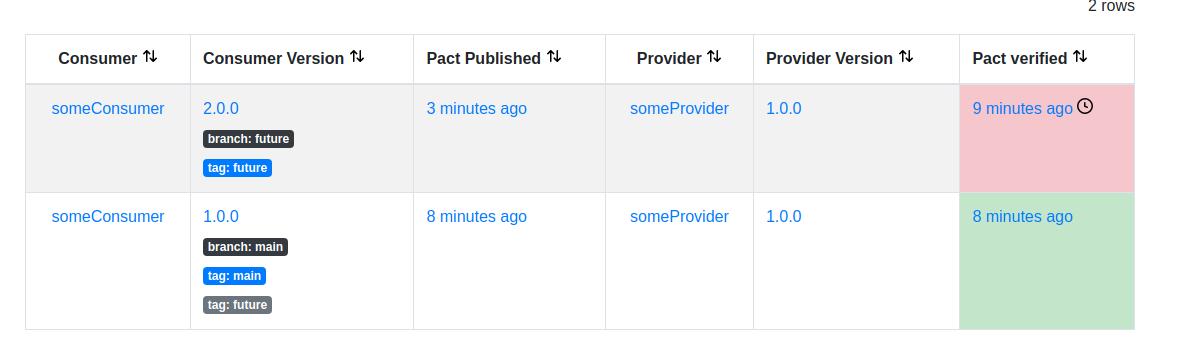 2 rows
Consumer Consumer Version Pact Published Provider Provider Version Pact verified
someConsumer 2.0.0 3 minutes ago someProvider 1.0.0 9 minutes ago
branch: future
tag: future
someConsumer 1.0.0 8 minutes ago someProvider 1.0.0 8 minutes ago
branch: main
tag: main
tag: future